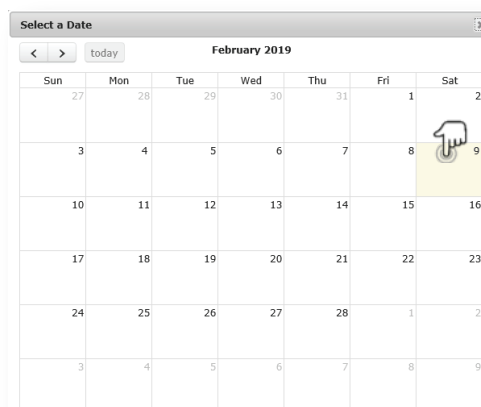 Select a Date
today
February 2019
Sun Mon Tue Wed Thu Fri Sat
27 28 29 30 31 1 2
3 4 5 6 7 8 9
10 11 12 13 14 15 16
17 18 19 20 21 22 23
24 25 26 27 28 1 2
3 4 5 6 7 8 9